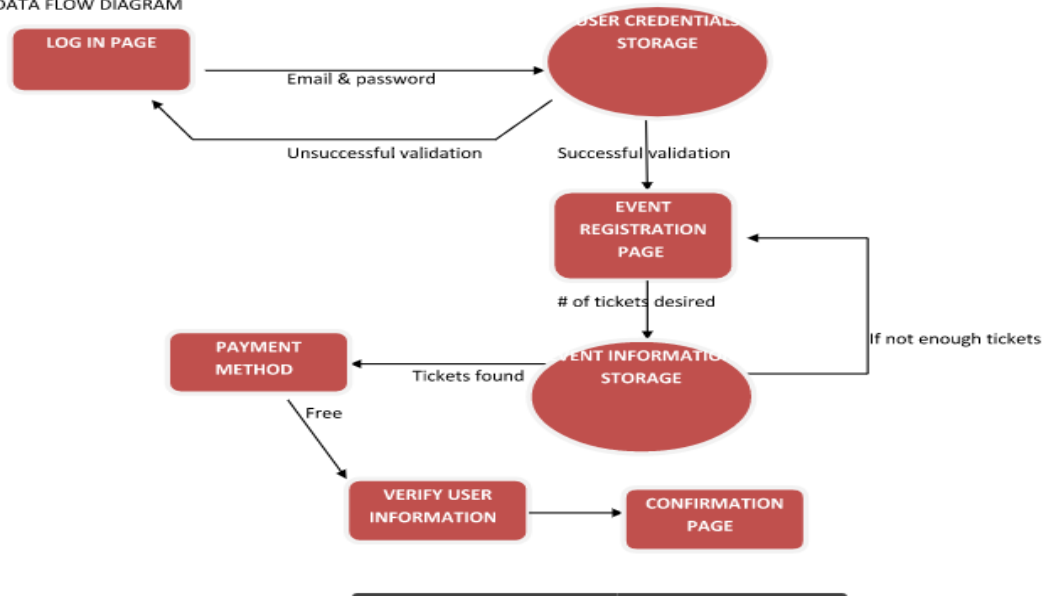 DATA FLOW DIAGRAM
LOG IN PAGE
USER CREDENTIALS
STORAGE
Email & password
Unsuccessful validation
Successful validation
EVENT
REGISTRATION
PAGE
# of tickets desired
If not enough tickets
PAYMENT
METHOD
Tickets found
EVENT INFORMATION
STORAGE
Free
VERIFY USER
INFORMATION
CONFIRMATION
PAGE